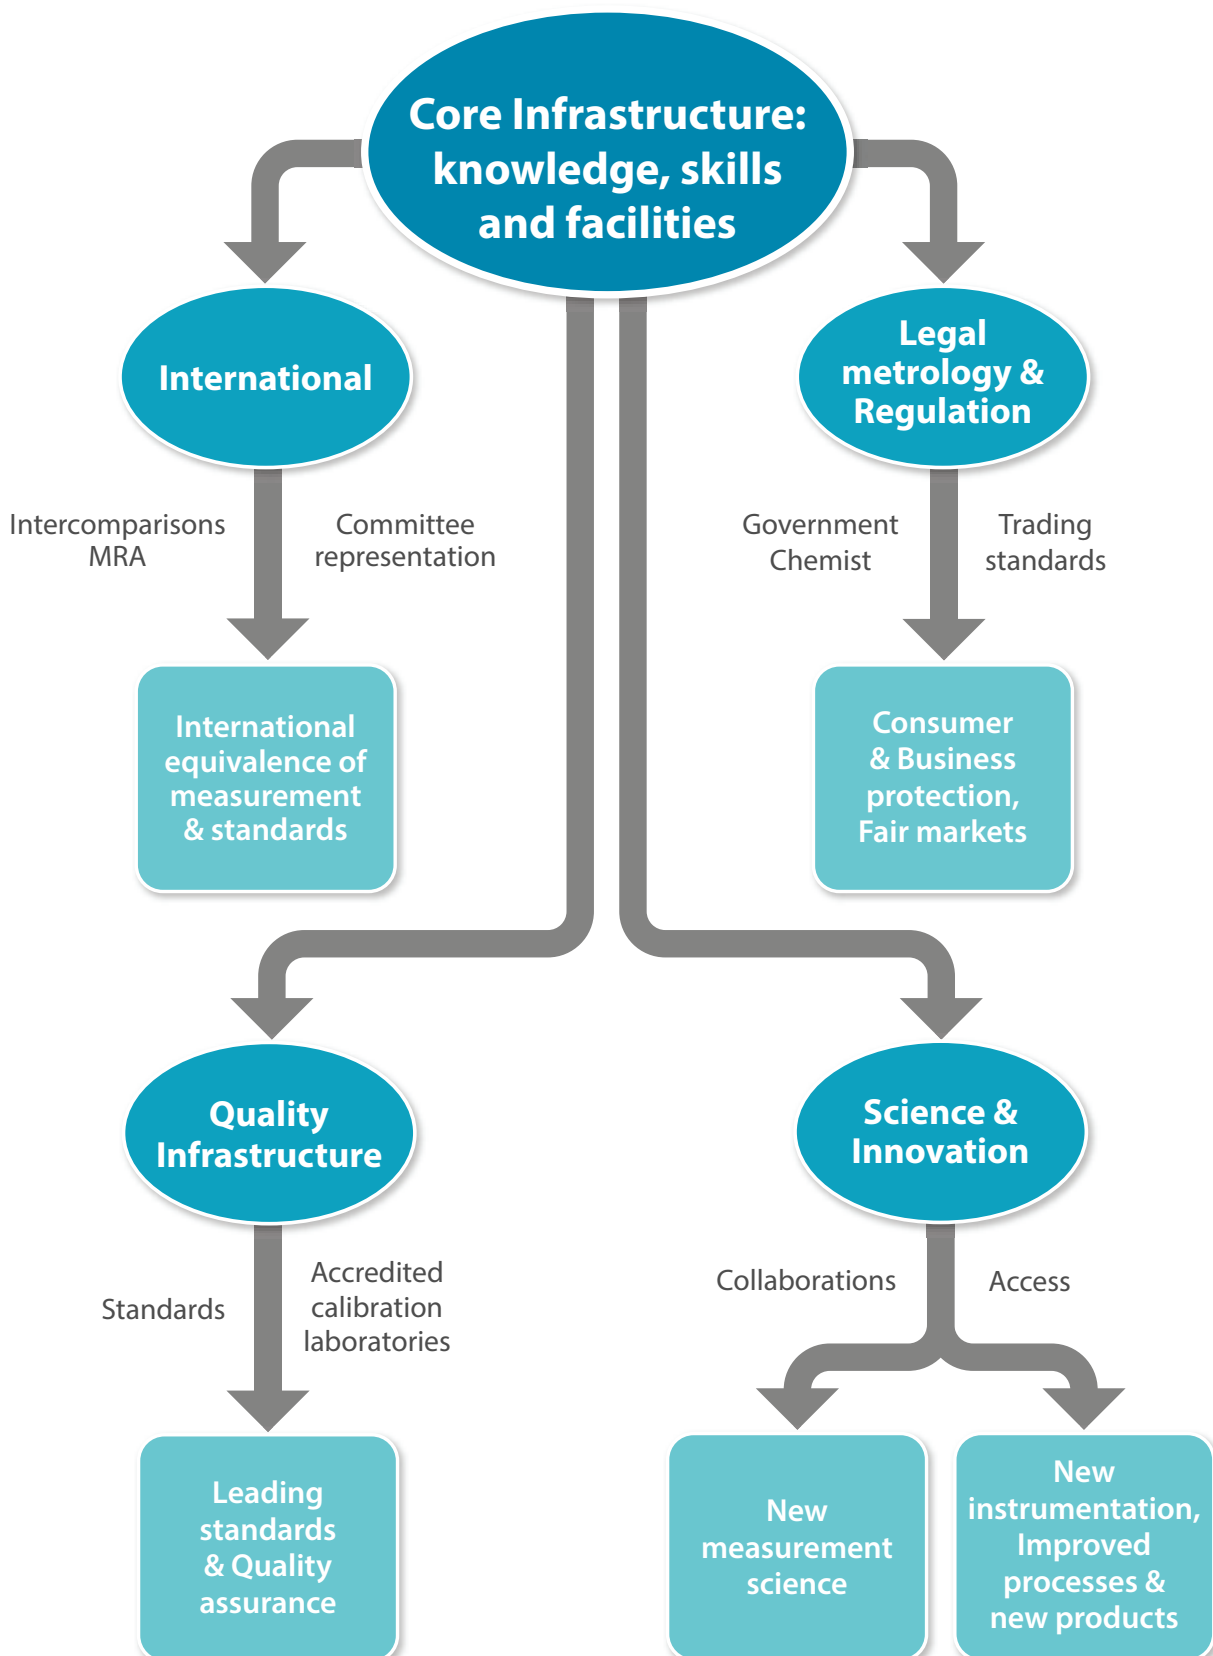 Core Infrastructure:
knowledge, skills
and facilities
International
Legal
metrology &
Regulation
Intercomparisons
MRA
Committee
representation
Government
Chemist
Trading
standards
International
equivalence of
measurement
& standards
Consumer
& Business
protection,
Fair markets
Quality
Infrastructure
Science &
Innovation
Standards
Accredited
calibration
laboratories
Collaborations
Access
Leading
standards
& Quality
assurance
New
measurement
science
New
instrumentation,
Improved
processes &
new products